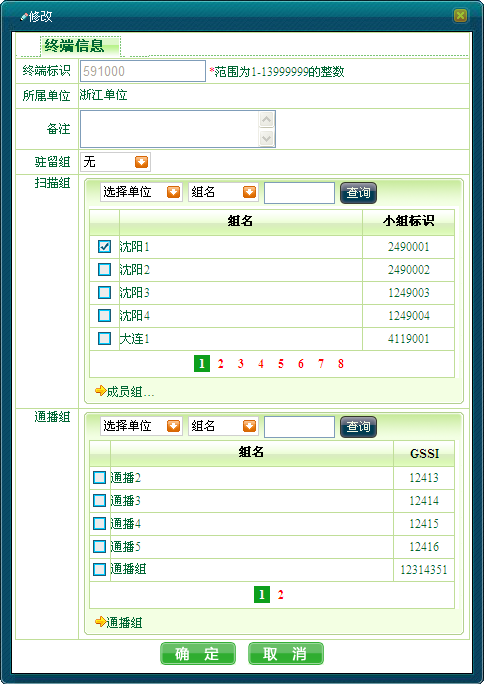 修改
终端信息
终端标识 591000 *范围为1-13999999的整数
所属单位 浙江单位
备注
驻留组 无
扫描组 选择单位 组名 查询
组名 小组标识
沈阳1 2490001
沈阳2 2490002
沈阳3 1249003
沈阳4 1249004
大连1 4119001
1 2 3 4 5 6 7 8
成员组...
通播组 选择单位 组名 查询
组名 GSSI
通播2 12413
通播3 12414
通播4 12415
通播5 12416
通播组 12314351
1 2
通播组
确 定 取 消